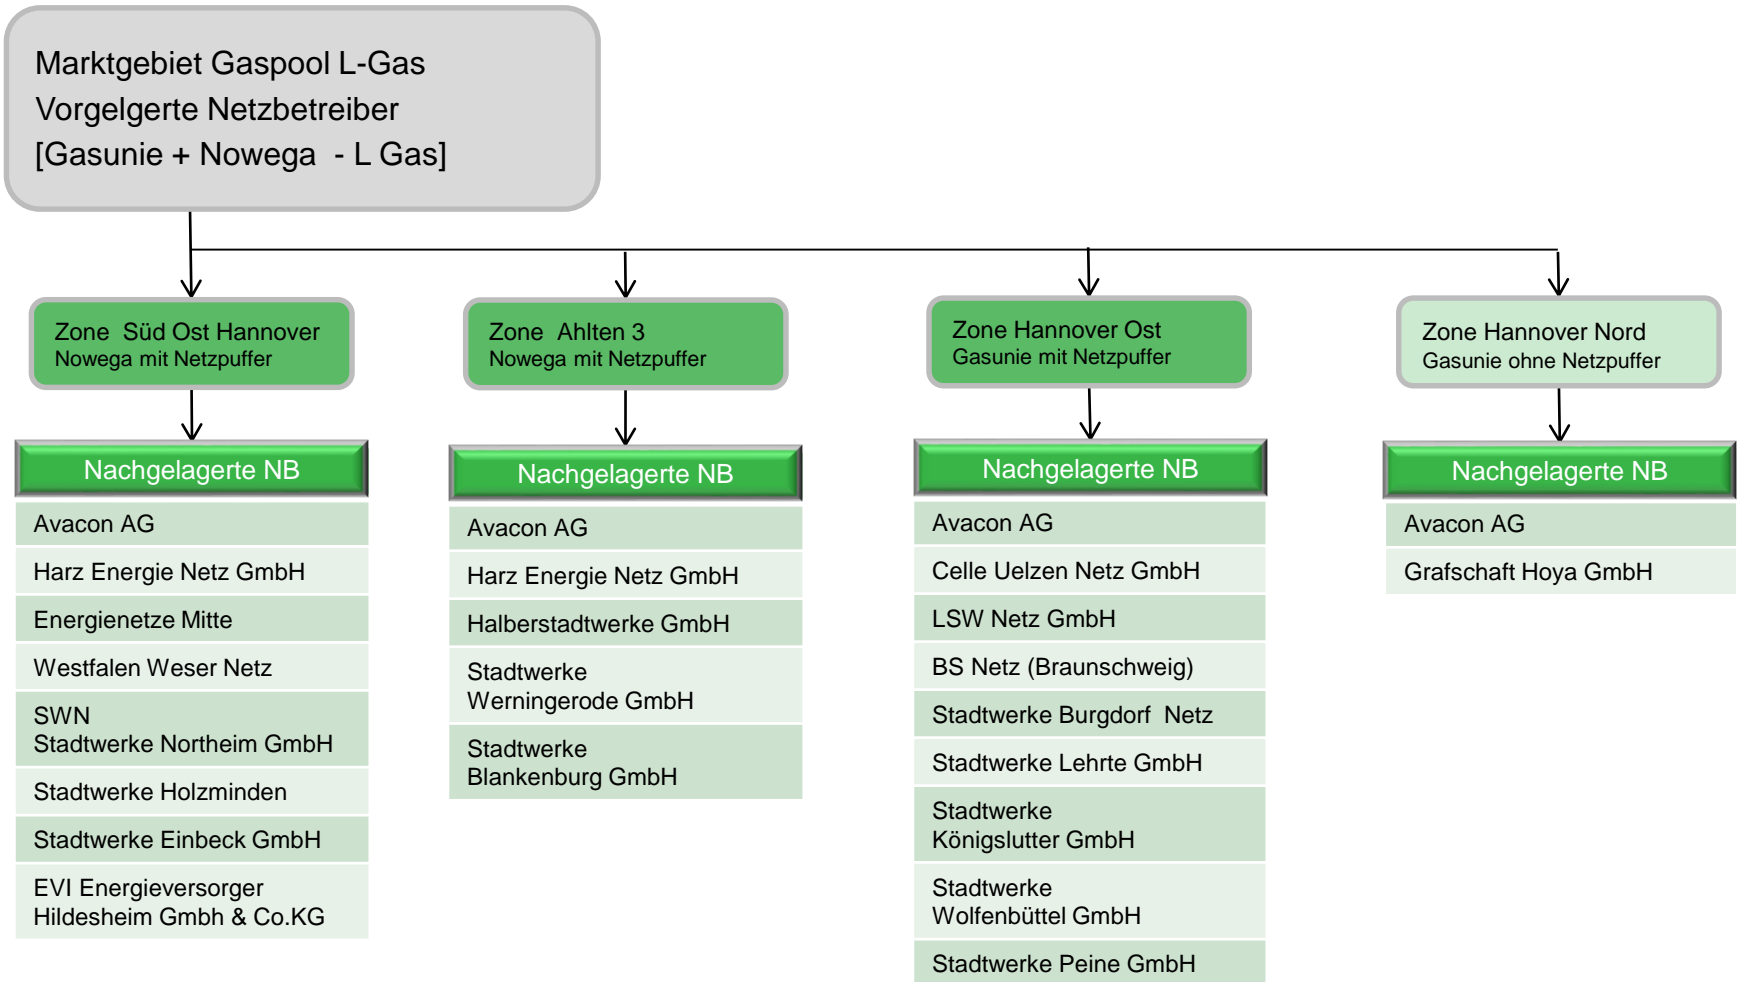 Marktgebiet Gaspool L-Gas
Vorgelgerte Netzbetreiber
[Gasunie + Nowega - L Gas]
Zone Süd Ost Hannover
Nowega mit Netzpuffer
Nachgelagerte NB
Avacon AG
Harz Energie Netz GmbH
Energienetze Mitte
Westfalen Weser Netz
SWN
Stadtwerke Northeim GmbH
Stadtwerke Holzminden
Stadtwerke Einbeck GmbH
EVI Energieversorger
Hildesheim Gmbh & Co.KG
Zone Ahlten 3
Nowega mit Netzpuffer
Nachgelagerte NB
Avacon AG
Harz Energie Netz GmbH
Halberstadtwerke GmbH
Stadtwerke
Werningerode GmbH
Stadtwerke
Blankenburg GmbH
Zone Hannover Ost
Gasunie mit Netzpuffer
Nachgelagerte NB
Avacon AG
Celle Uelzen Netz GmbH
LSW Netz GmbH
BS Netz (Braunschweig)
Stadtwerke Burgdorf Netz
Stadtwerke Lehrte GmbH
Stadtwerke
Königslutter GmbH
Stadtwerke
Wolfenbüttel GmbH
Stadtwerke Peine GmbH
Zone Hannover Nord
Gasunie ohne Netzpuffer
Nachgelagerte NB
Avacon AG
Grafschaft Hoya GmbH